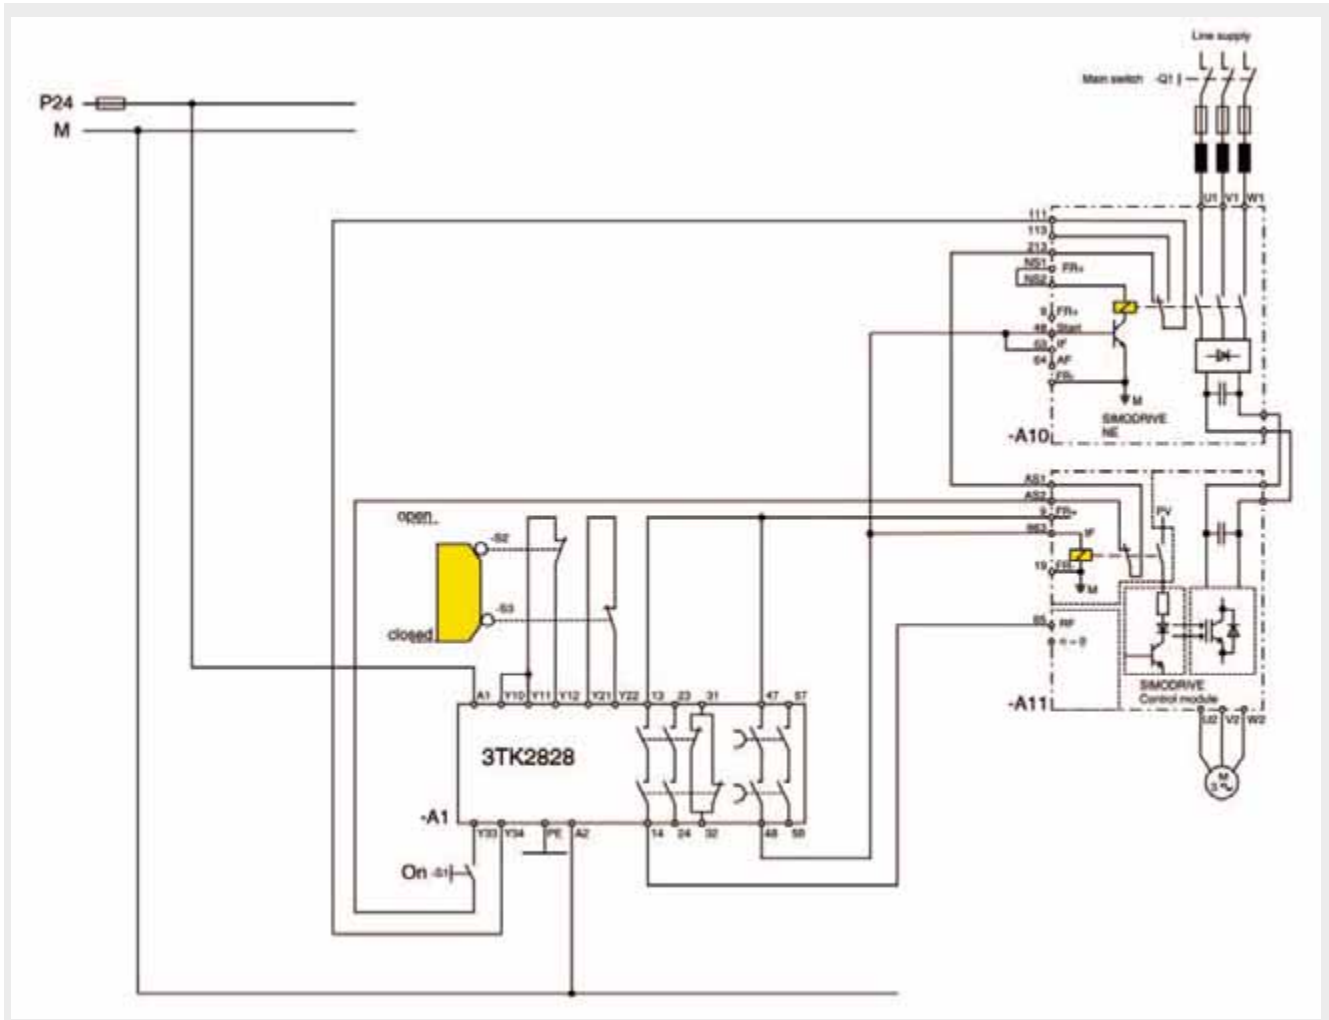 Line supply
Main switch -Q1
P24
M
U1 V1 W1
111
113
213
NS1 FR+
NS2
9 FR+
48 Start
63 IF
64 AF
FR-
M
SIMODRIVE
NE
-A10
AS1
AS2
9 FR+
663 IF
PV
19 FR-
M
open
-S2
-S3
closed
65 RF
n = 0
SIMODRIVE
Control module
-A11
U2 V2 W2
M
3
A1 Y10 Y11 Y12 Y21 Y22 13 23 31 47 57
3TK2828
-A1
Y33 Y34 PE A2 14 24 32 48 58
On -S1